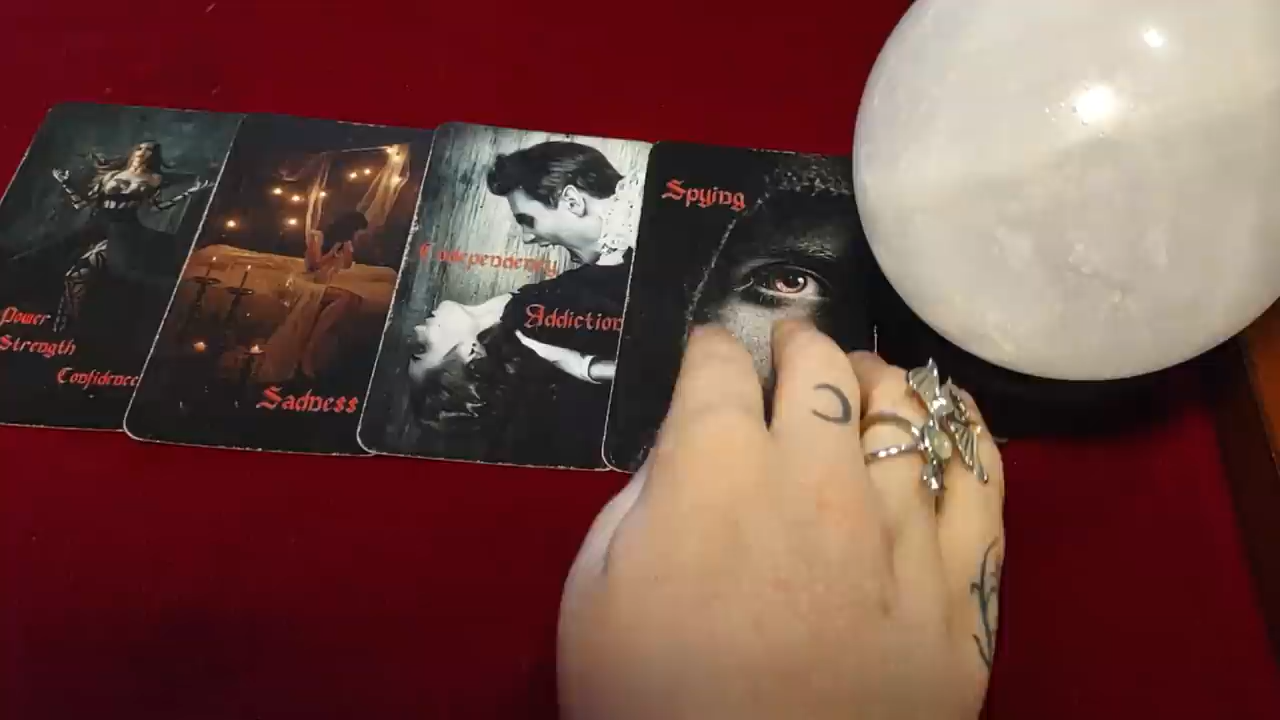 Power
Strength
Confidence
Sadness
Codependency
Addiction
Spying